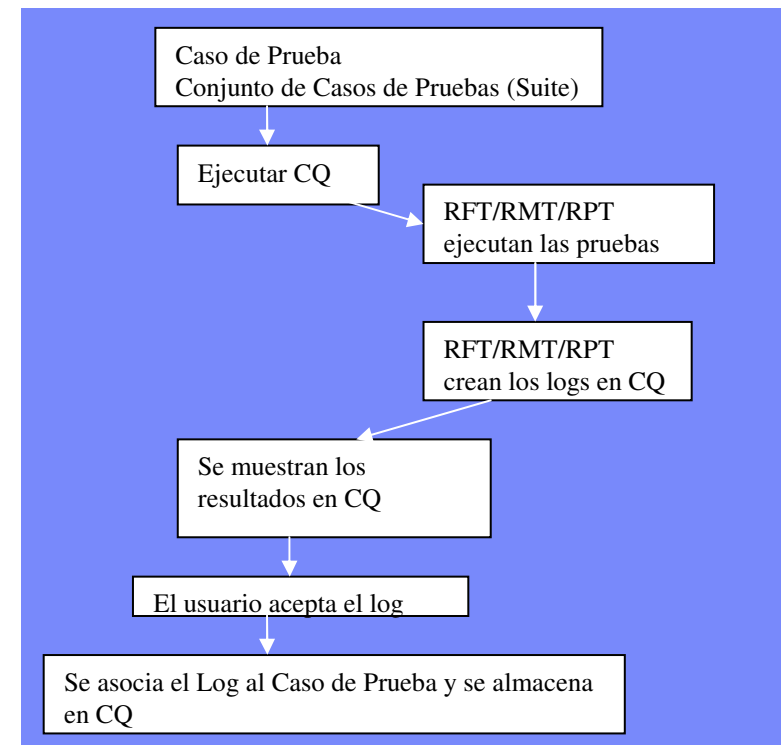 Caso de Prueba
Conjunto de Casos de Pruebas (Suite)
Ejecutar CQ
RFT/RMT/RPT
ejecutan las pruebas
RFT/RMT/RPT
crean los logs en CQ
Se muestran los
resultados en CQ
El usuario acepta el log
Se asocia el Log al Caso de Prueba y se almacena
en CQ